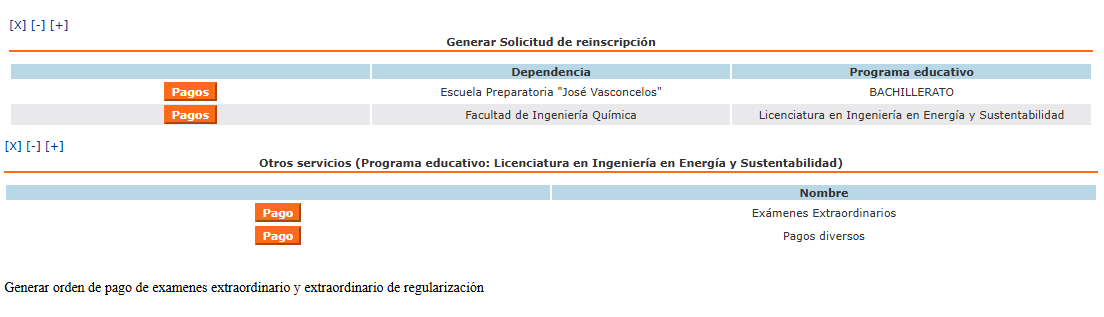 [X] [-] [+]
Generar Solicitud de reinscripción
Dependencia Programa educativo
Pagos Escuela Preparatoria "José Vasconcelos" BACHILLERATO
Pagos Facultad de Ingeniería Química Licenciatura en Ingeniería en Energía y Sustentabilidad
[X] [-] [+]
Otros servicios (Programa educativo: Licenciatura en Ingeniería en Energía y Sustentabilidad)
Nombre
Pago Exámenes Extraordinarios
Pago Pagos diversos
Generar orden de pago de examenes extraordinario y extraordinario de regularización